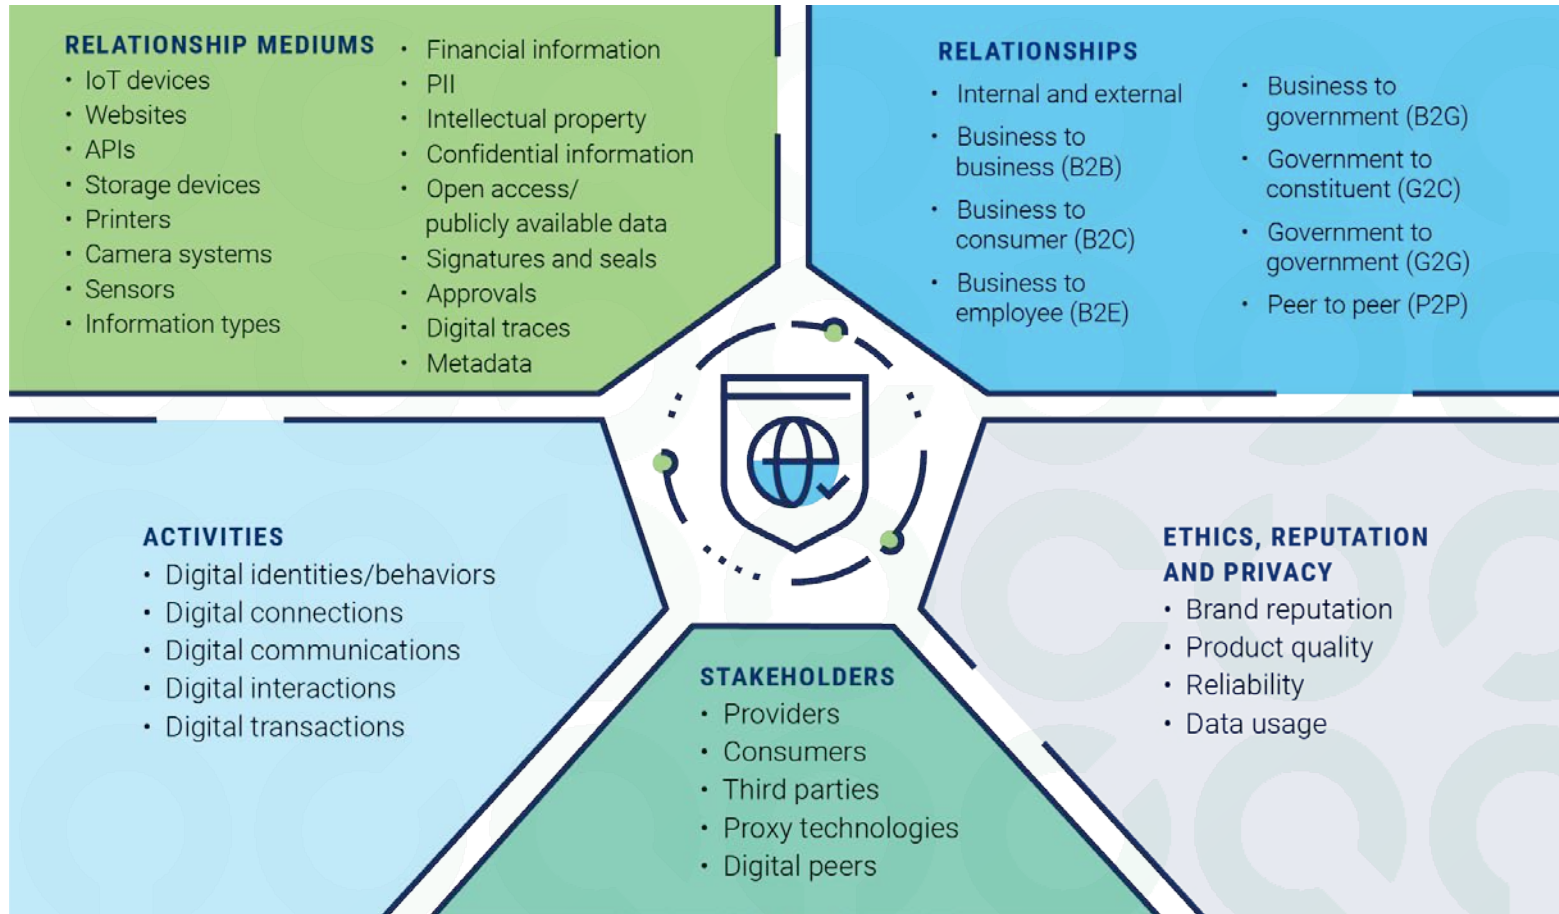 RELATIONSHIP MEDIUMS
• IoT devices
• Websites
• APIs
• Storage devices
• Printers
• Camera systems
• Sensors
• Information types
• Financial information
• PII
• Intellectual property
• Confidential information
• Open access/
publicly available data
• Signatures and seals
• Approvals
• Digital traces
• Metadata
RELATIONSHIPS
• Internal and external
• Business to
business (B2B)
• Business to
consumer (B2C)
• Business to
employee (B2E)
• Business to
government (B2G)
• Government to
constituent (G2C)
• Government to
government (G2G)
• Peer to peer (P2P)
ACTIVITIES
• Digital identities/behaviors
• Digital connections
• Digital communications
• Digital interactions
• Digital transactions
STAKEHOLDERS
• Providers
• Consumers
• Third parties
• Proxy technologies
• Digital peers
ETHICS, REPUTATION
AND PRIVACY
• Brand reputation
• Product quality
• Reliability
• Data usage